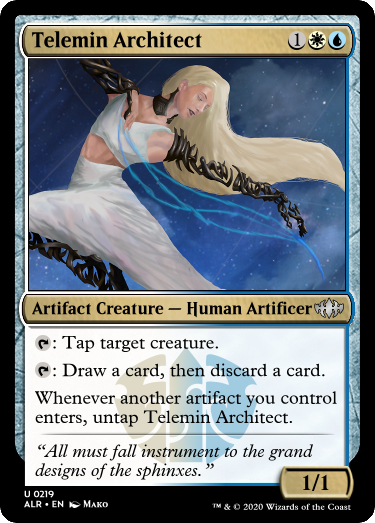 Telemin Architect 1
Artifact Creature — Human Artificer
: Tap target creature.
: Draw a card, then discard a card.
Whenever another artifact you control
enters, untap Telemin Architect.
“All must fall instrument to the grand
designs of the sphinxes.”
1/1
U 0219
ALR • EN Mako
™ & © 2020 Wizards of the Coast